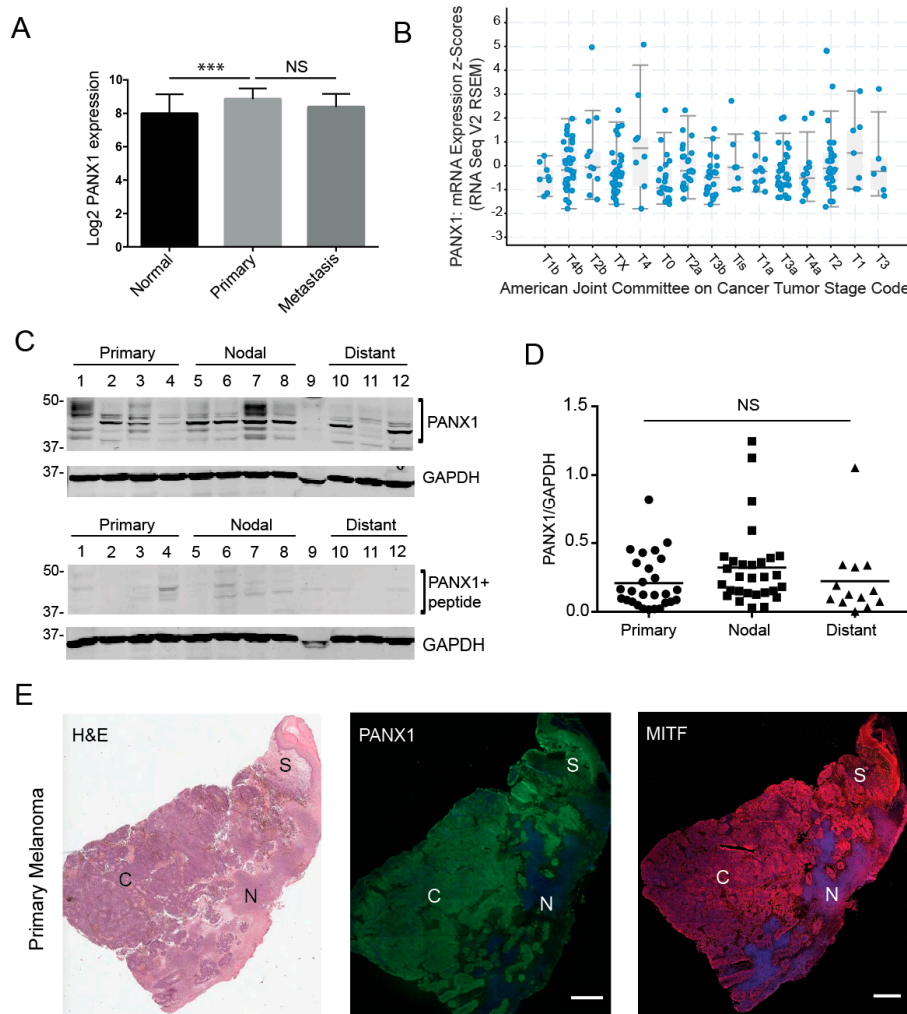 A
*** NS
Log2 PANX1 expression
10
8
6
4
2
0
Normal Primary Metastasis
B
PANX1: mRNA Expression z-Scores
(RNA Seq V2 RSEM)
6
5
4
3
2
1
0
-1
-2
-3
T1b T4b T2b TX T4 T0 T2a T3b Tis T1a T3a T4a T2 T1 T3
American Joint Committee on Cancer Tumor Stage Code
C
Primary Nodal Distant
1 2 3 4 5 6 7 8 9 10 11 12
50-
PANX1
37-
37-
GAPDH
Primary Nodal Distant
1 2 3 4 5 6 7 8 9 10 11 12
50-
PANX1+
peptide
37-
37-
GAPDH
D
NS
PANX1/GAPDH
1.5
1.0
0.5
0.0
Primary Nodal Distant
E
Primary Melanoma
H&E
S
C
N
PANX1
S
C
N
MITF
S
C
N